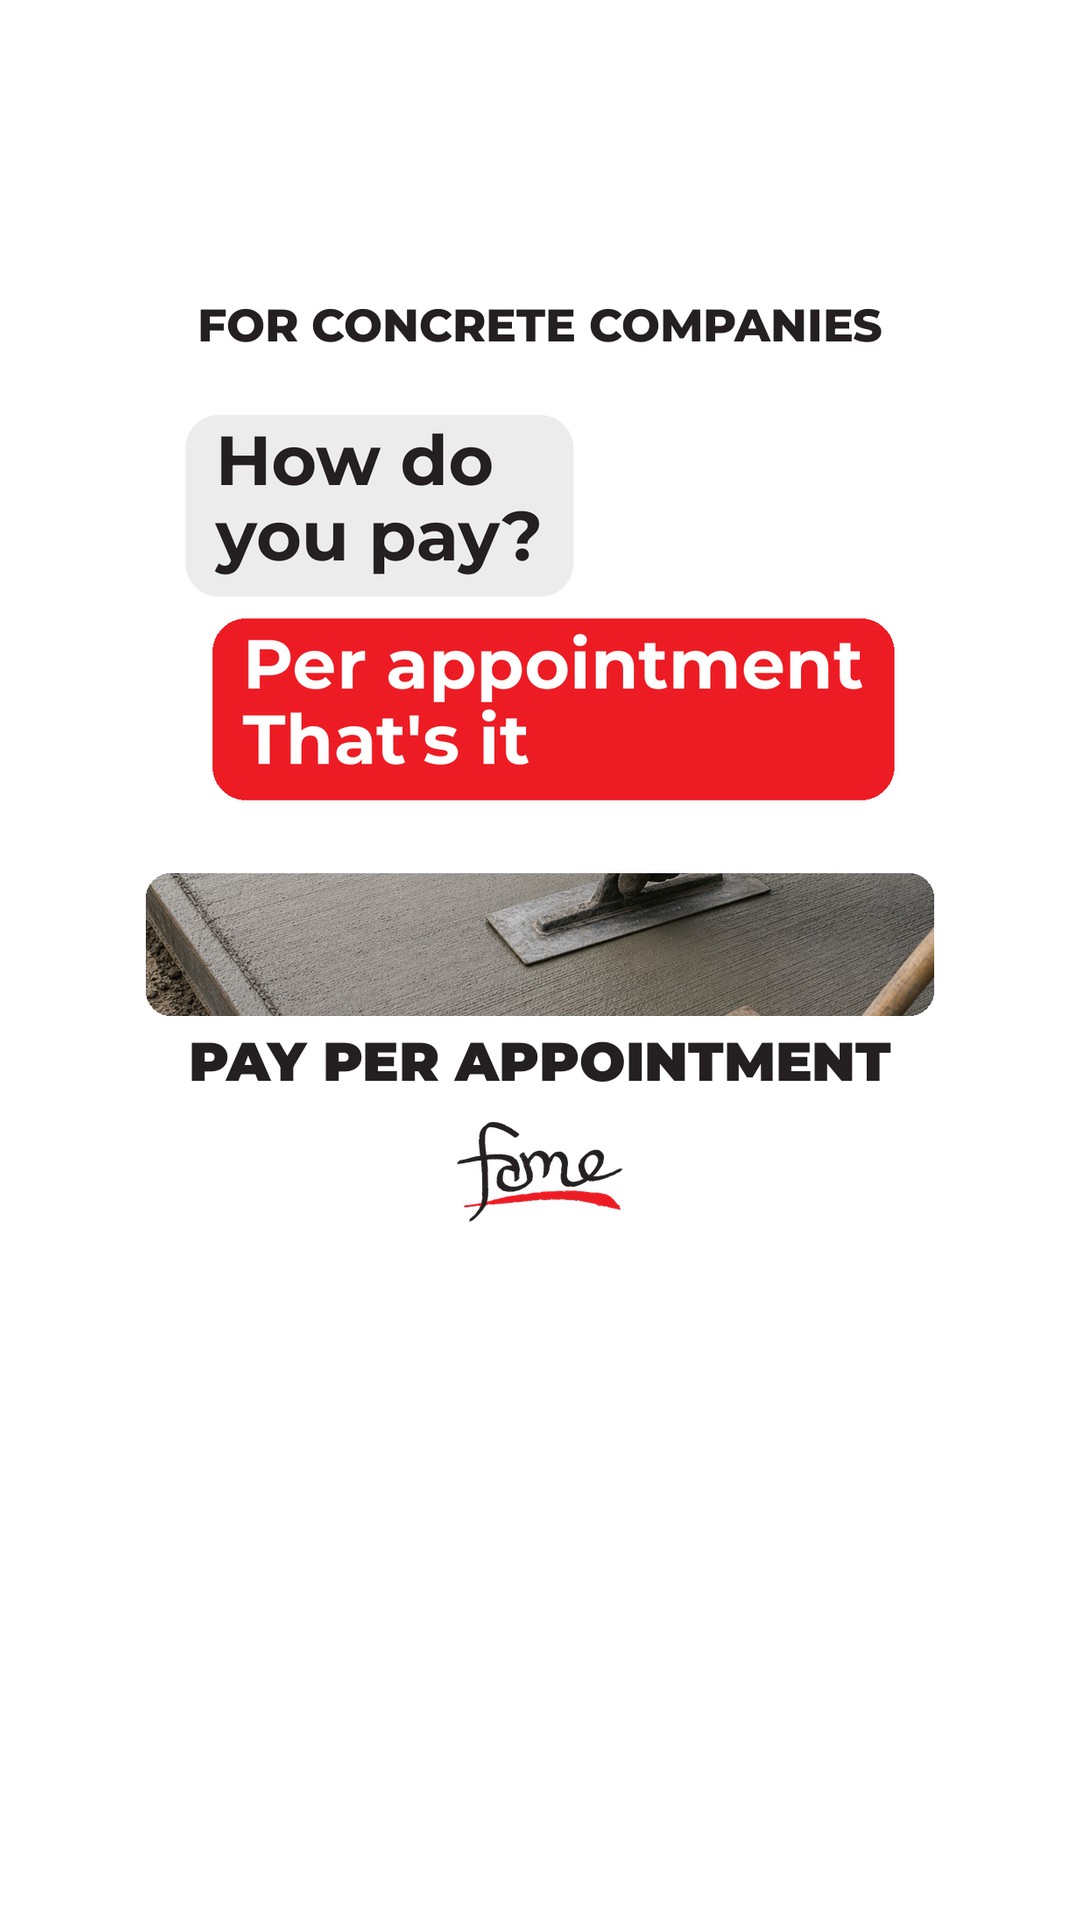 FOR CONCRETE COMPANIES
How do
you pay?
Per appointment
That's it
PAY PER APPOINTMENT
fame